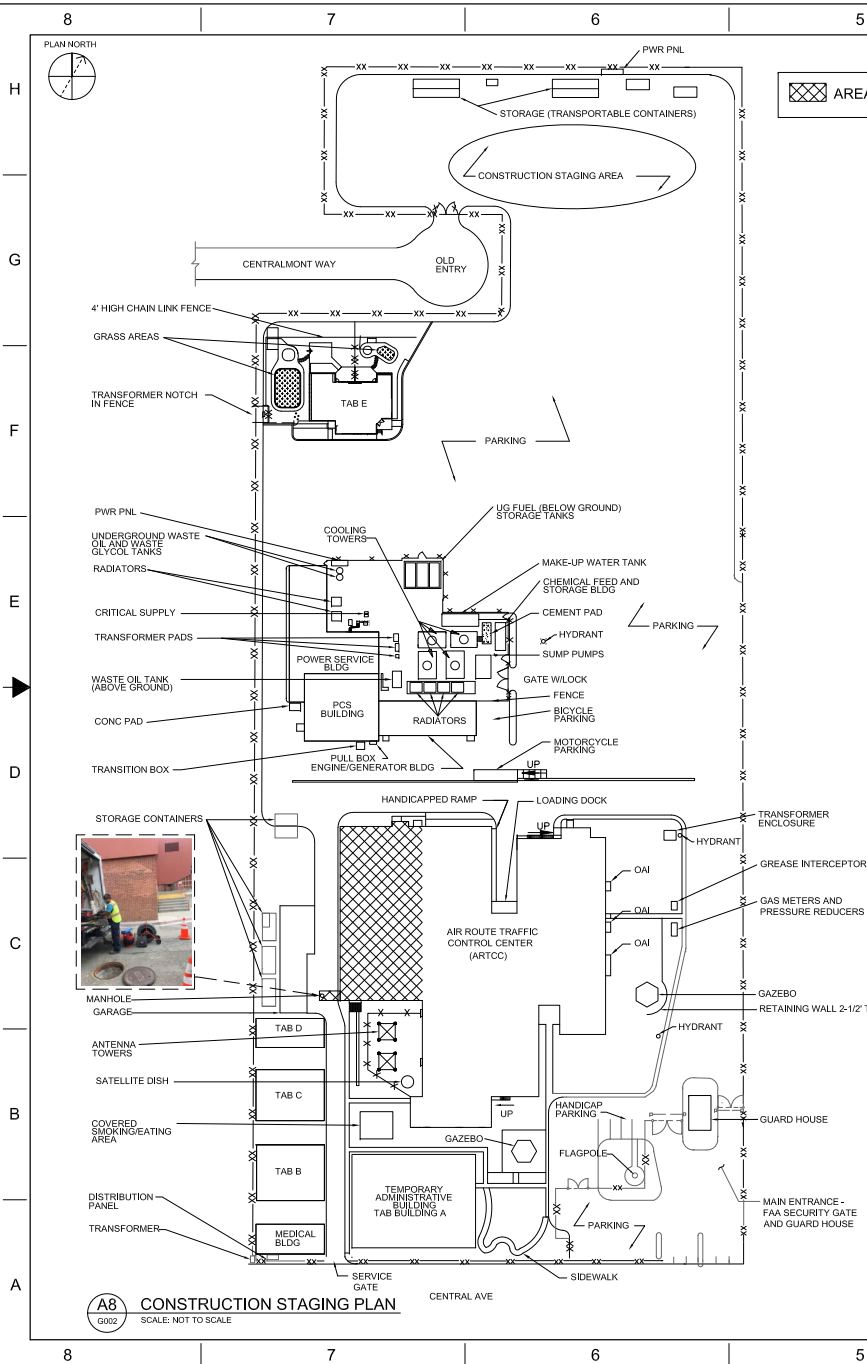 8 7 6 5
PLAN NORTH
PWR PNL
H
AREA
STORAGE (TRANSPORTABLE CONTAINERS)
CONSTRUCTION STAGING AREA
G
CENTRALMONT WAY
OLD
ENTRY
4' HIGH CHAIN LINK FENCE
GRASS AREAS
TRANSFORMER NOTCH
IN FENCE
TAB E
F
PARKING
PWR PNL
UG FUEL (BELOW GROUND)
STORAGE TANKS
UNDERGROUND WASTE
OIL AND WASTE
GLYCOL TANKS
COOLING
TOWERS
RADIATORS
MAKE-UP WATER TANK
CHEMICAL FEED AND
STORAGE BLDG
E
CRITICAL SUPPLY
CEMENT PAD
PARKING
HYDRANT
TRANSFORMER PADS
SUMP PUMPS
POWER SERVICE
BLDG
WASTE OIL TANK
(ABOVE GROUND)
GATE W/LOCK
FENCE
PCS
BUILDING
RADIATORS
BICYCLE
PARKING
CONC PAD
D
MOTORCYCLE
PARKING
PULL BOX
ENGINE/GENERATOR BLDG
TRANSITION BOX
UP
HANDICAPPED RAMP
LOADING DOCK
STORAGE CONTAINERS
TRANSFORMER
ENCLOSURE
UP
HYDRANT
GREASE INTERCEPTOR
OAI
C
GAS METERS AND
PRESSURE REDUCERS
OAI
AIR ROUTE TRAFFIC
CONTROL CENTER
(ARTCC)
OAI
MANHOLE
GARAGE
GAZEBO
RETAINING WALL 2-1/2' T
TAB D
HYDRANT
ANTENNA
TOWERS
SATELLITE DISH
TAB C
B
UP
HANDICAP
PARKING
GUARD HOUSE
COVERED
SMOKING/EATING
AREA
GAZEBO
FLAGPOLE
TAB B
TEMPORARY
ADMINISTRATIVE
BUILDING
TAB BUILDING A
DISTRIBUTION
PANEL
MAIN ENTRANCE -
FAA SECURITY GATE
AND GUARD HOUSE
TRANSFORMER
MEDICAL
BLDG
PARKING
SERVICE
GATE
SIDEWALK
A
CENTRAL AVE
A8
G002
CONSTRUCTION STAGING PLAN
SCALE: NOT TO SCALE
8 7 6 5